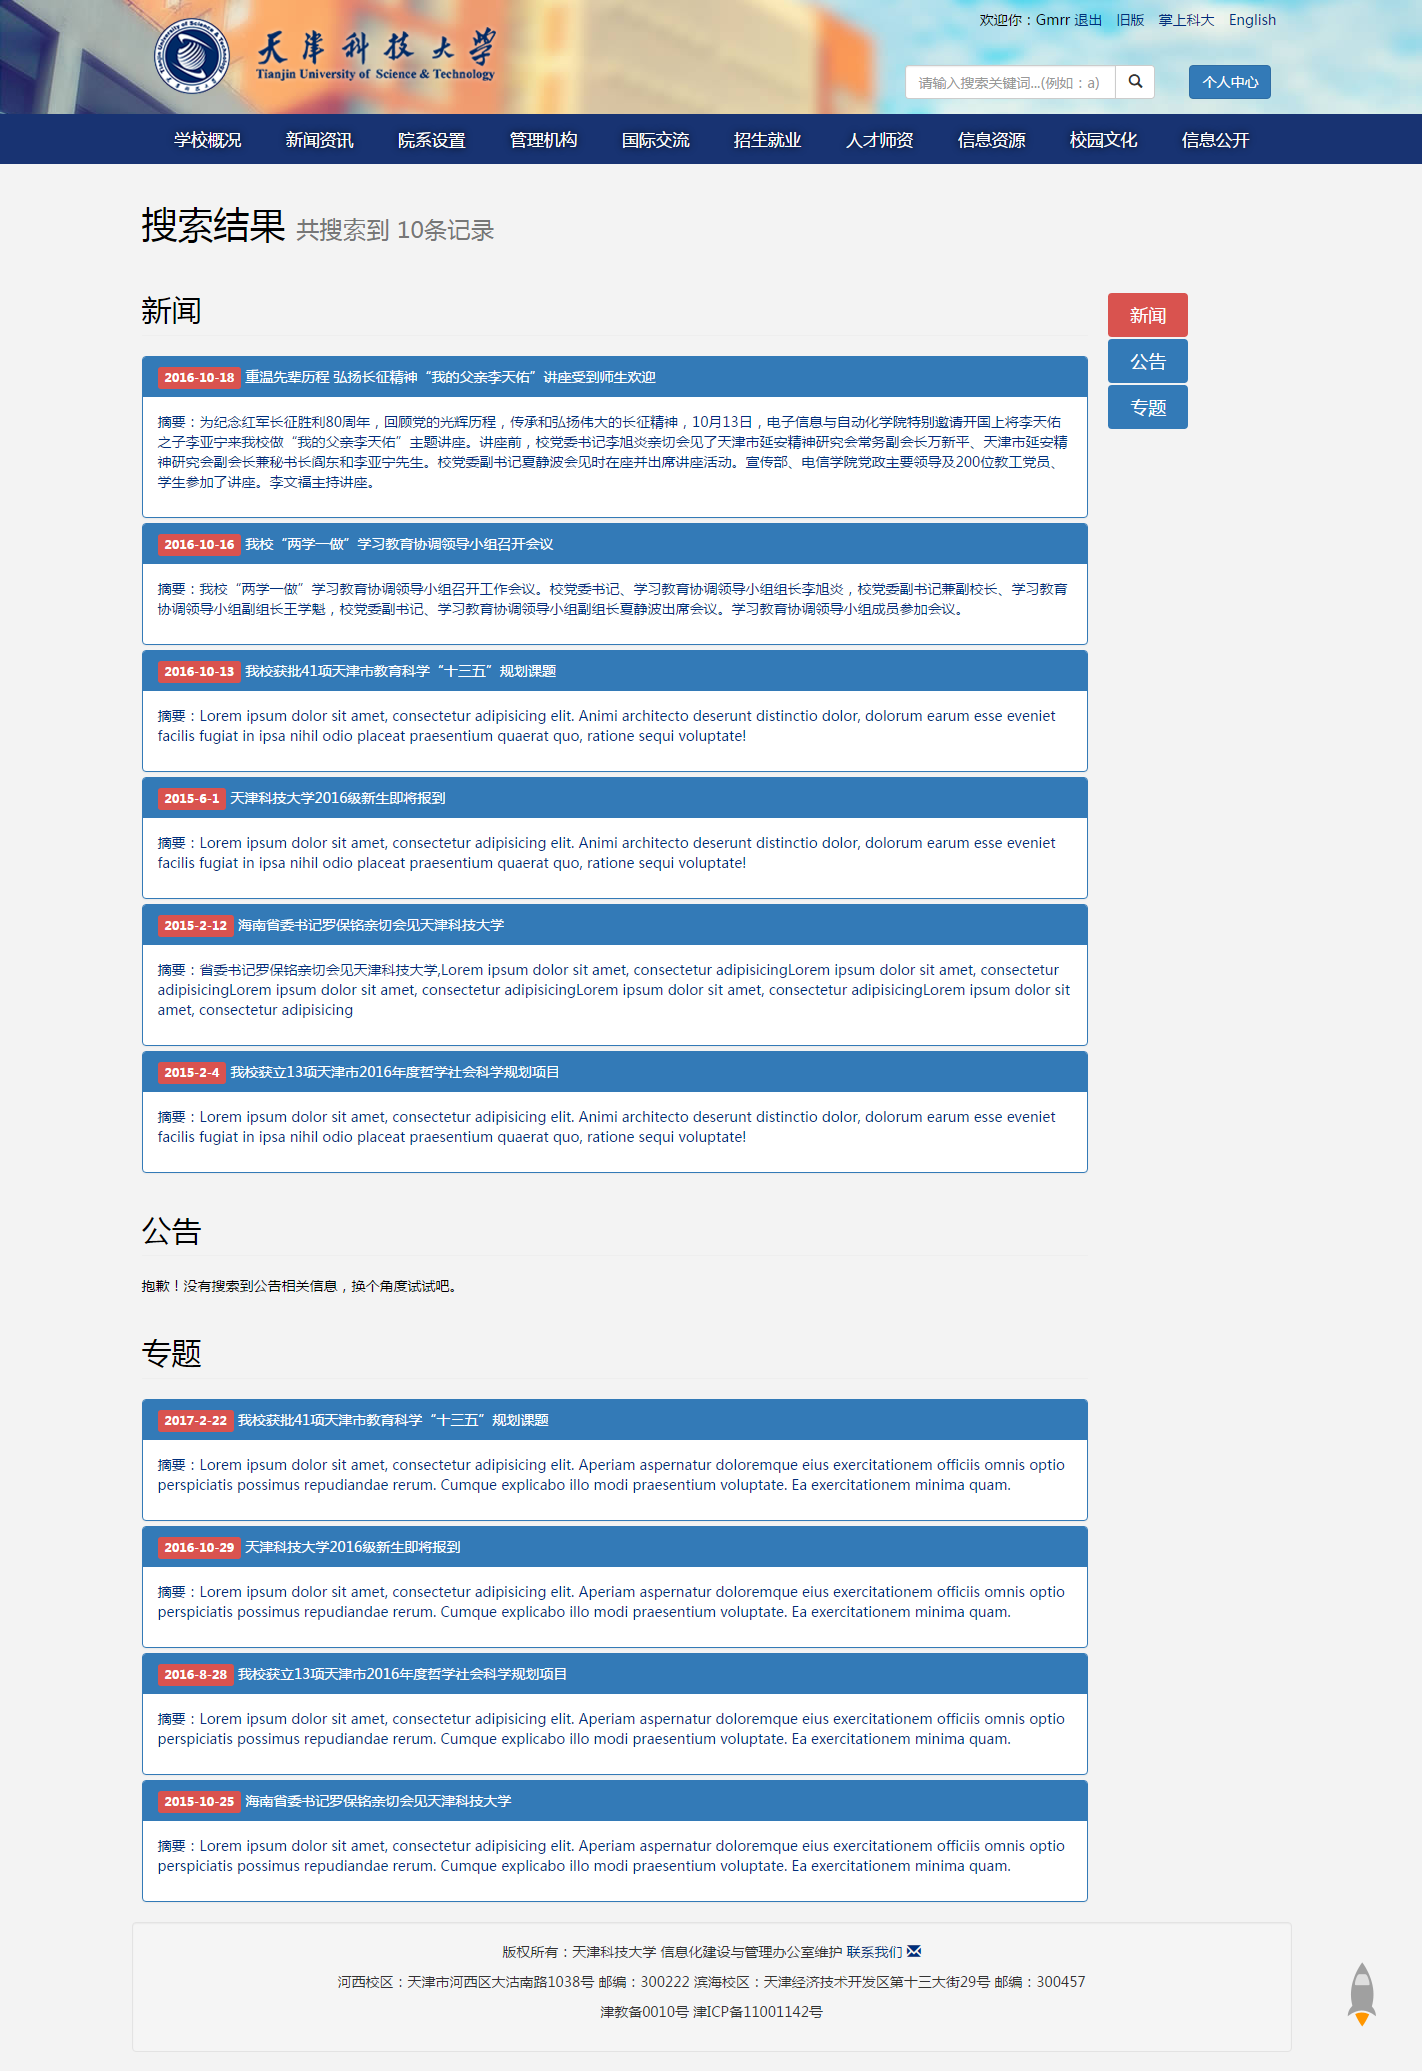 欢迎你：Gmrr 退出 旧版 掌上科大 English
天津科技大学
Tianjin University of Science & Technology
请输入搜索关键词...(例如：a)
个人中心
学校概况 新闻资讯 院系设置 管理机构 国际交流 招生就业 人才师资 信息资源 校园文化 信息公开
搜索结果 共搜索到 10条记录
新闻
新闻
公告
专题
2016-10-18 重温先辈历程 弘扬长征精神“我的父亲李天佑”讲座受到师生欢迎
摘要：为纪念红军长征胜利80周年，回顾党的光辉历程，传承和弘扬伟大的长征精神，10月13日，电子信息与自动化学院特别邀请开国上将李天佑
之子李亚宁来我校做“我的父亲李天佑”主题讲座。讲座前，校党委书记李旭炎亲切会见了天津市延安精神研究会常务副会长万新平、天津市延安精
神研究会副会长兼秘书长阎东和李亚宁先生。校党委副书记夏静波会见时在座并出席讲座活动。宣传部、电信学院党政主要领导及200位教工党员、
学生参加了讲座。李文福主持讲座。
2016-10-16 我校“两学一做”学习教育协调领导小组召开会议
摘要：我校“两学一做”学习教育协调领导小组召开工作会议。校党委书记、学习教育协调领导小组组长李旭炎，校党委副书记兼副校长、学习教育
协调领导小组副组长王学魁，校党委副书记、学习教育协调领导小组副组长夏静波出席会议。学习教育协调领导小组成员参加会议。
2016-10-13 我校获批41项天津市教育科学“十三五”规划课题
摘要：Lorem ipsum dolor sit amet, consectetur adipisicing elit. Animi architecto deserunt distinctio dolor, dolorum earum esse eveniet
facilis fugiat in ipsa nihil odio placeat praesentium quaerat quo, ratione sequi voluptate!
2015-6-1 天津科技大学2016级新生即将报到
摘要：Lorem ipsum dolor sit amet, consectetur adipisicing elit. Animi architecto deserunt distinctio dolor, dolorum earum esse eveniet
facilis fugiat in ipsa nihil odio placeat praesentium quaerat quo, ratione sequi voluptate!
2015-2-12 海南省委书记罗保铭亲切会见天津科技大学
摘要：省委书记罗保铭亲切会见天津科技大学,Lorem ipsum dolor sit amet, consectetur adipisicingLorem ipsum dolor sit amet, consectetur
adipisicingLorem ipsum dolor sit amet, consectetur adipisicingLorem ipsum dolor sit amet, consectetur adipisicingLorem ipsum dolor sit
amet, consectetur adipisicing
2015-2-4 我校获立13项天津市2016年度哲学社会科学规划项目
摘要：Lorem ipsum dolor sit amet, consectetur adipisicing elit. Animi architecto deserunt distinctio dolor, dolorum earum esse eveniet
facilis fugiat in ipsa nihil odio placeat praesentium quaerat quo, ratione sequi voluptate!
公告
抱歉！没有搜索到公告相关信息，换个角度试试吧。
专题
2017-2-22 我校获批41项天津市教育科学“十三五”规划课题
摘要：Lorem ipsum dolor sit amet, consectetur adipisicing elit. Aperiam aspernatur doloremque eius exercitationem officiis omnis optio
perspiciatis possimus repudiandae rerum. Cumque explicabo illo modi praesentium voluptate. Ea exercitationem minima quam.
2016-10-29 天津科技大学2016级新生即将报到
摘要：Lorem ipsum dolor sit amet, consectetur adipisicing elit. Aperiam aspernatur doloremque eius exercitationem officiis omnis optio
perspiciatis possimus repudiandae rerum. Cumque explicabo illo modi praesentium voluptate. Ea exercitationem minima quam.
2016-8-28 我校获立13项天津市2016年度哲学社会科学规划项目
摘要：Lorem ipsum dolor sit amet, consectetur adipisicing elit. Aperiam aspernatur doloremque eius exercitationem officiis omnis optio
perspiciatis possimus repudiandae rerum. Cumque explicabo illo modi praesentium voluptate. Ea exercitationem minima quam.
2015-10-25 海南省委书记罗保铭亲切会见天津科技大学
摘要：Lorem ipsum dolor sit amet, consectetur adipisicing elit. Aperiam aspernatur doloremque eius exercitationem officiis omnis optio
perspiciatis possimus repudiandae rerum. Cumque explicabo illo modi praesentium voluptate. Ea exercitationem minima quam.
版权所有：天津科技大学 信息化建设与管理办公室维护 联系我们
河西校区：天津市河西区大沽南路1038号 邮编：300222 滨海校区：天津经济技术开发区第十三大街29号 邮编：300457
津教备0010号 津ICP备11001142号